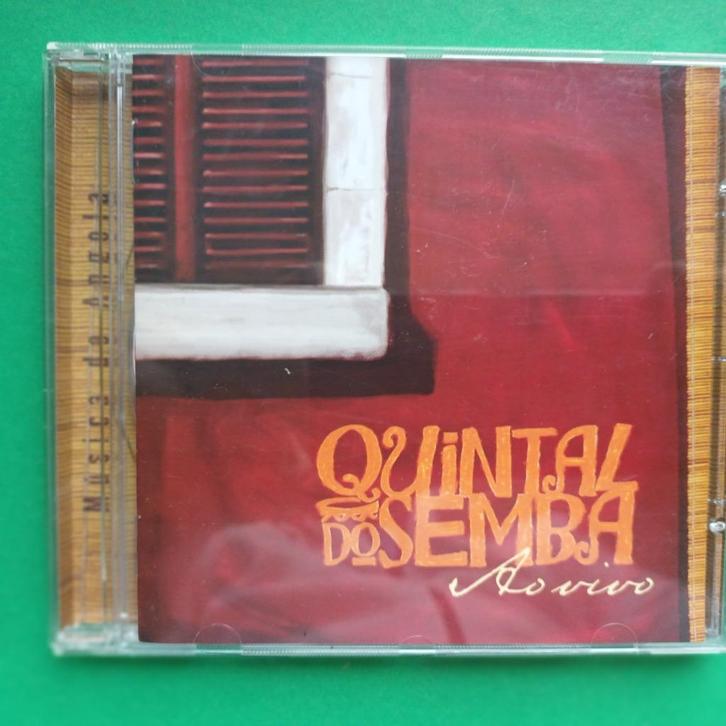 Música de Angola
QUINTAL
DO SEMBA
Ao vivo